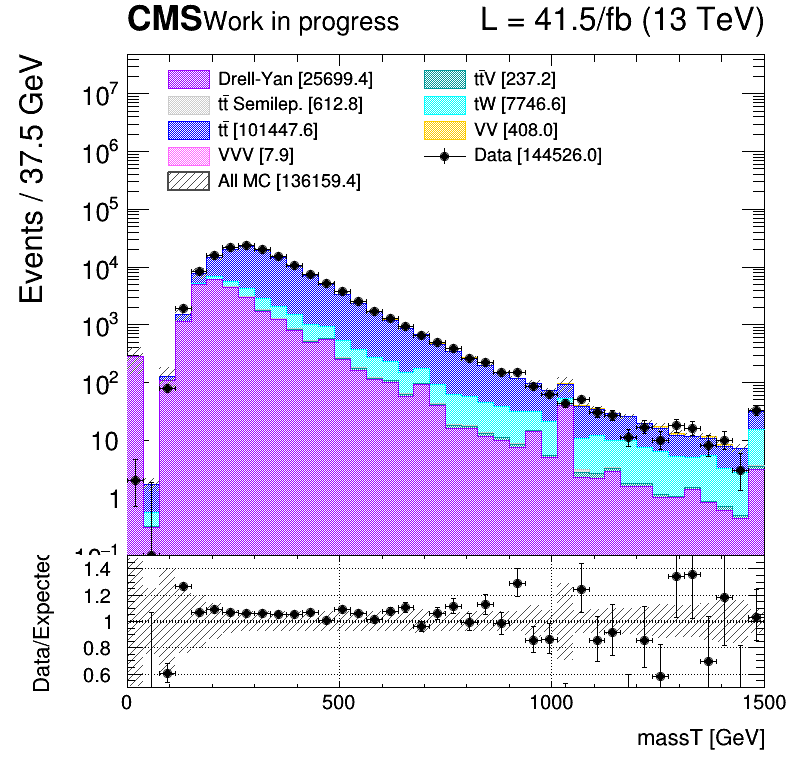 CMS Work in progress L = 41.5/fb (13 TeV)
Events / 37.5 GeV
Drell-Yan [25699.4]
tt̄ Semilep. [612.8]
tt̄ [101447.6]
VVV [7.9]
All MC [136159.4]
tt̄V [237.2]
tW [7746.6]
VV [408.0]
Data [144526.0]
10⁷
10⁶
10⁵
10⁴
10³
10²
10
1
10⁻¹
Data/Expected
1.4
1.2
1
0.8
0.6
0 500 1000 1500
massT [GeV]